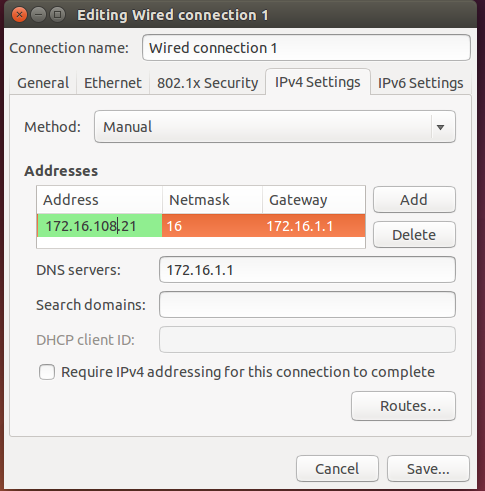 Editing Wired connection 1
Connection name: Wired connection 1
General Ethernet 802.1x Security IPv4 Settings IPv6 Settings
Method: Manual
Addresses
Address Netmask Gateway Add
172.16.108.21 16 172.16.1.1 Delete
DNS servers: 172.16.1.1
Search domains:
DHCP client ID:
Require IPv4 addressing for this connection to complete
Routes...
Cancel Save...